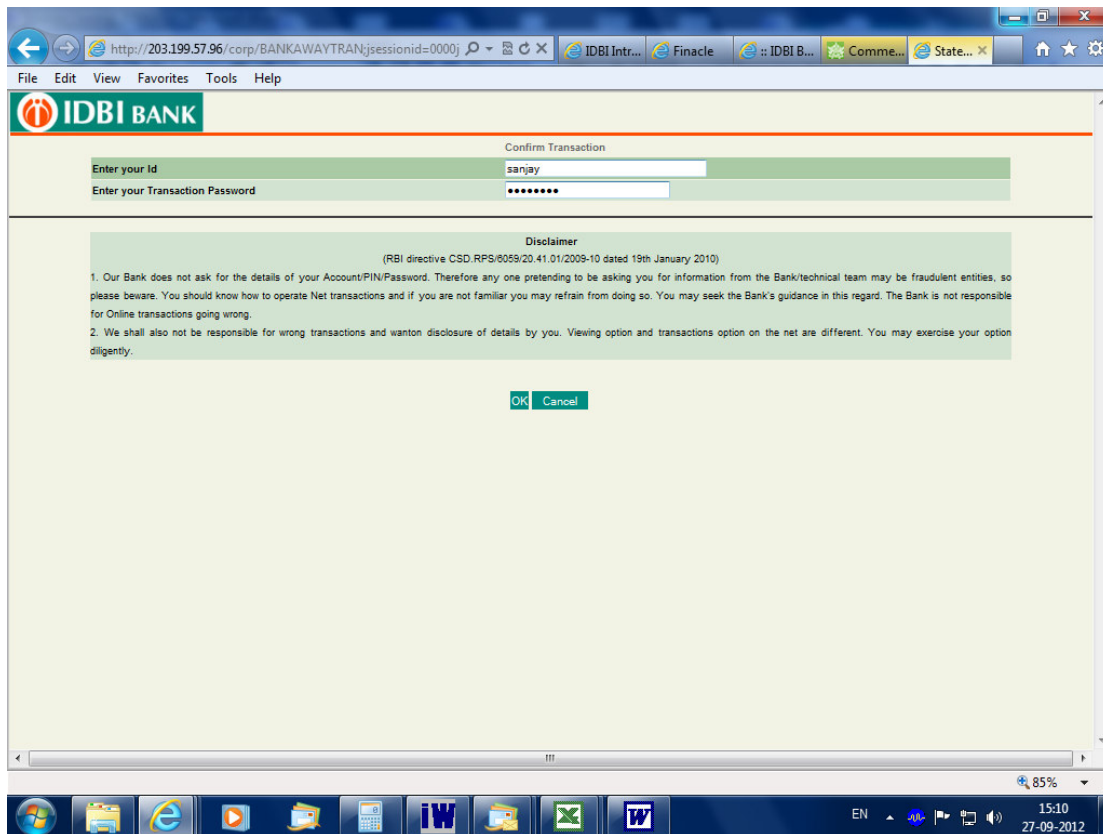 http://203.199.57.96/corp/BANKAWAYTRAN;jsessionid=0000j
IDBI Intr...
Finacle
:: IDBI B...
Comme...
State...
File Edit View Favorites Tools Help
IDBI BANK
Confirm Transaction
Enter your Id
sanjay
Enter your Transaction Password
••••••••
Disclaimer
(RBI directive CSD.RPS/6059/20.41.01/2009-10 dated 19th January 2010)
1. Our Bank does not ask for the details of your Account/PIN/Password. Therefore any one pretending to be asking you for information from the Bank/technical team may be fraudulent entities, so
please beware. You should know how to operate Net transactions and if you are not familiar you may refrain from doing so. You may seek the Bank's guidance in this regard. The Bank is not responsible
for Online transactions going wrong.
2. We shall also not be responsible for wrong transactions and wanton disclosure of details by you. Viewing option and transactions option on the net are different. You may exercise your option
diligently.
OK Cancel
85%
iW
W
EN
15:10
27-09-2012